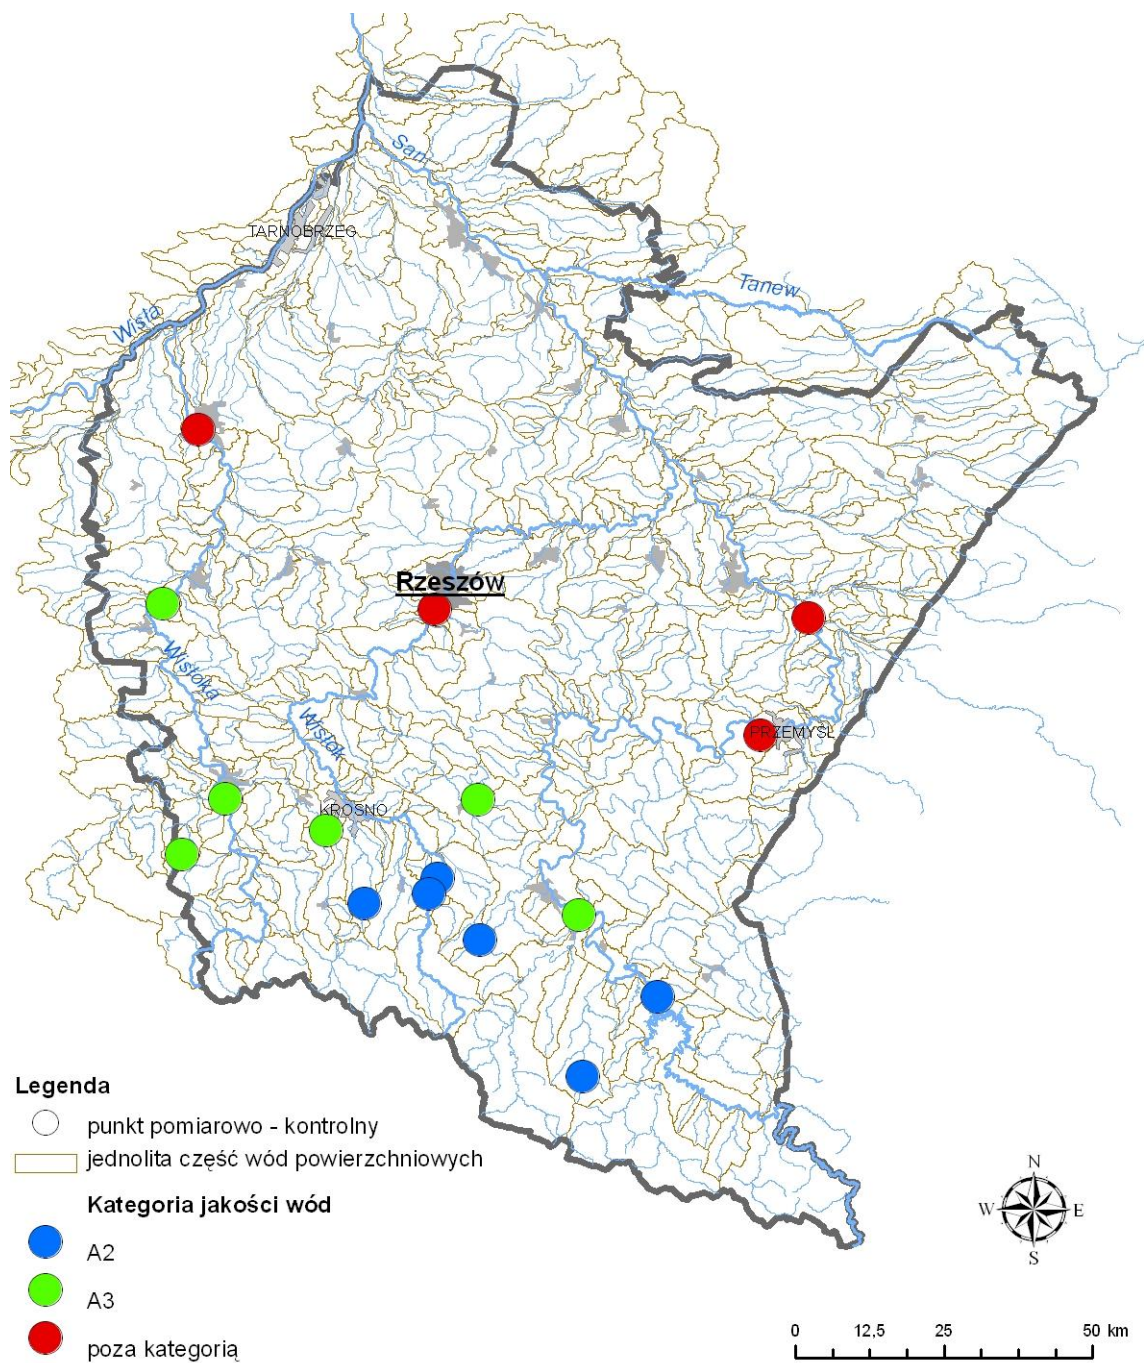 San
TARNOBRZEG
Tanew
Wisła
Rzeszów
Wisłoka
Wisłok
PRZEMYŚL
KROSNO
Legenda
punkt pomiarowo - kontrolny
jednolita część wód powierzchniowych
Kategoria jakości wód
A2
A3
poza kategorią
N
W E
S
0 12,5 25 50 km